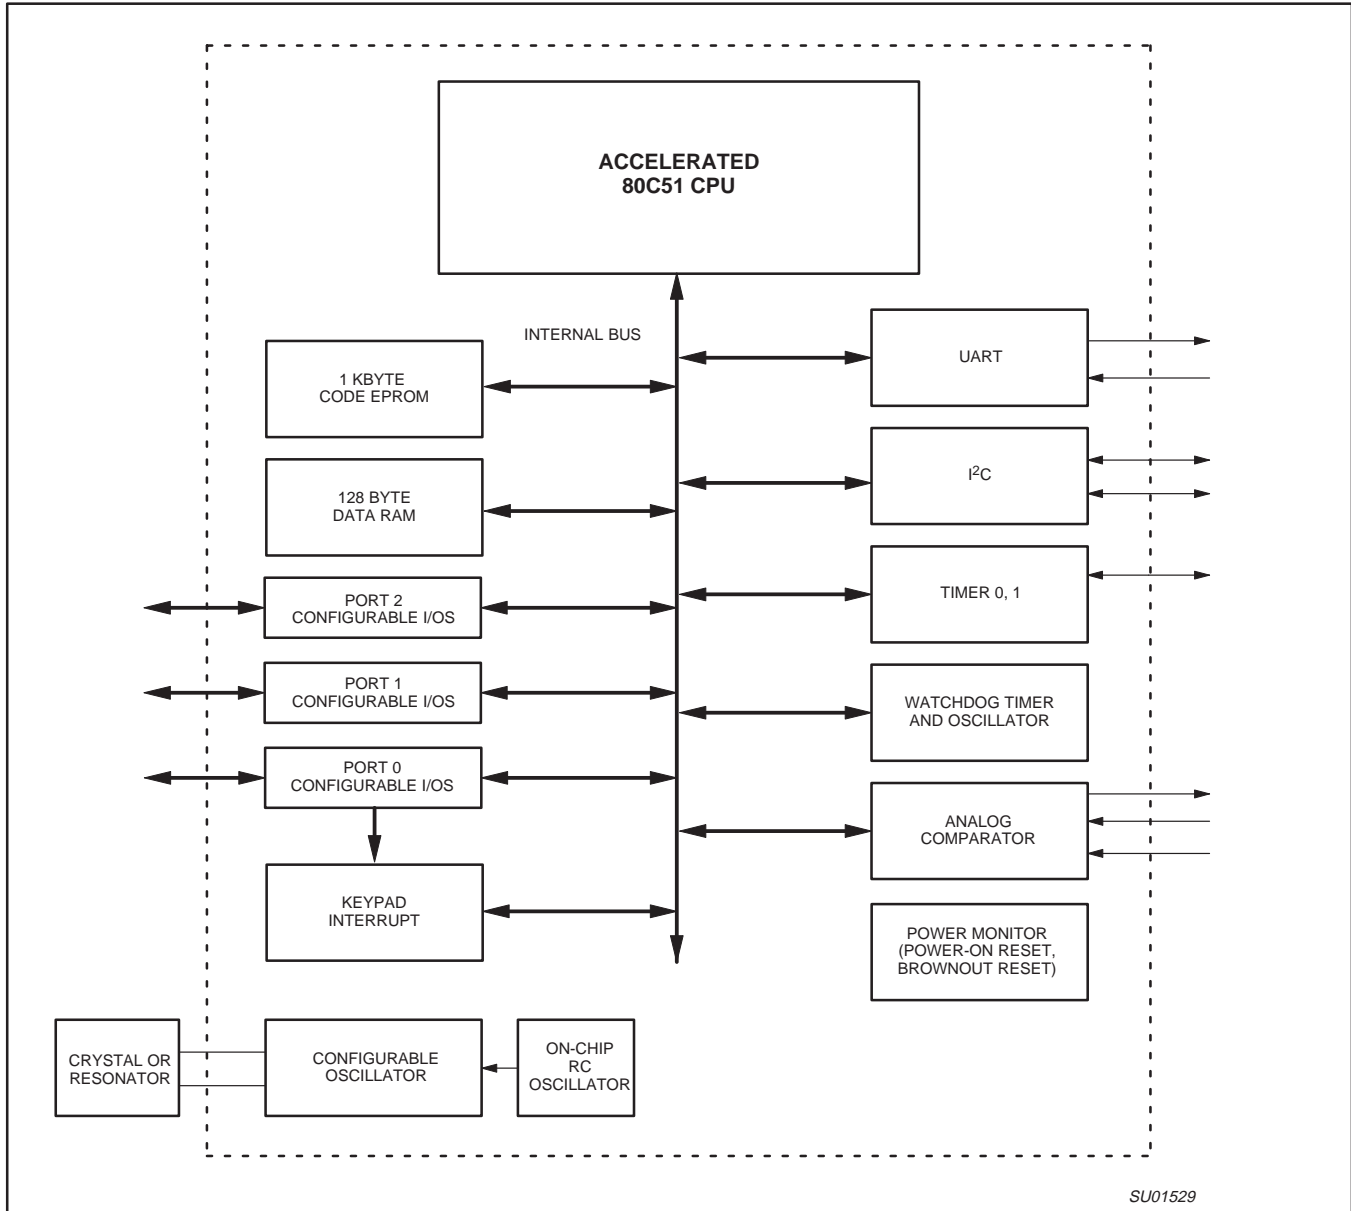 ACCELERATED
80C51 CPU
INTERNAL BUS
1 KBYTE
CODE EPROM
128 BYTE
DATA RAM
PORT 2
CONFIGURABLE I/OS
PORT 1
CONFIGURABLE I/OS
PORT 0
CONFIGURABLE I/OS
KEYPAD
INTERRUPT
CRYSTAL OR
RESONATOR
CONFIGURABLE
OSCILLATOR
ON-CHIP
RC
OSCILLATOR
UART
I²C
TIMER 0, 1
WATCHDOG TIMER
AND OSCILLATOR
ANALOG
COMPARATOR
POWER MONITOR
(POWER-ON RESET,
BROWNOUT RESET)
SU01529